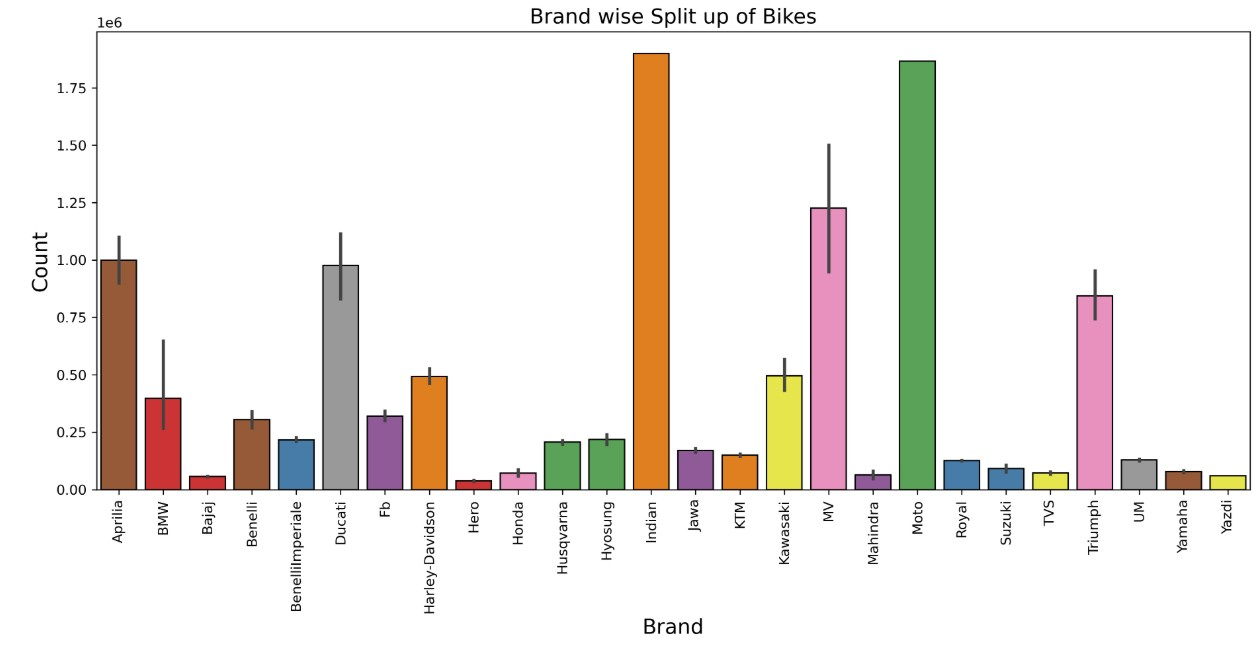 Brand wise Split up of Bikes
1e6
1.75
1.50
1.25
1.00
0.75
0.50
0.25
0.00
Count
Aprilia
BMW
Bajaj
Benelli
BenelliImperiale
Ducati
Fb
Harley-Davidson
Hero
Honda
Husqvarna
Hyosung
Indian
Jawa
KTM
Kawasaki
MV
Mahindra
Moto
Royal
Suzuki
TVS
Triumph
UM
Yamaha
Yazdi
Brand